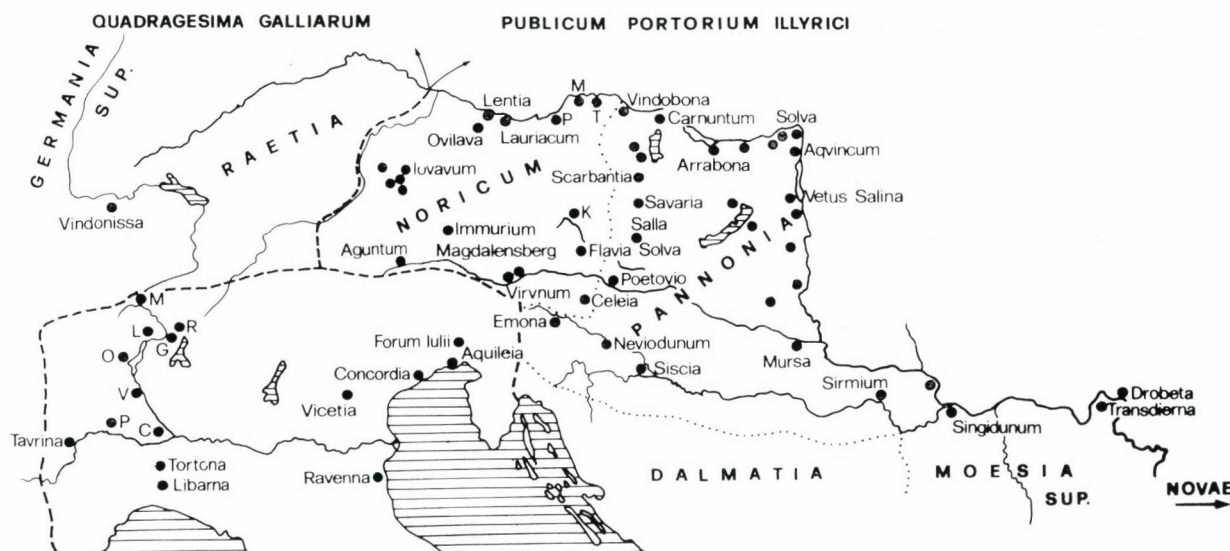 QUADRAGESIMA GALLIARUM
PUBLICUM PORTORIUM ILLYRICI
GERMANIA SUP.
RAETIA
Lentia
M
Vindobona
P
T
Carnuntum
Solva
Ovilava
Lauriacum
Arrabona
Aqvincum
Iuvavum
NORICUM
Scarbantia
Vindonissa
Savaria
Vetus Salina
K
Immurium
Salla
Aguntum
Magdalensberg
Flavia Solva
PANNONIA
Virvnum
Poetovio
Celeia
M
Emona
L
R
G
O
Forum Iulii
Aquileia
Neviodunum
Mursa
Concordia
Siscia
V
Vicetia
Sirmium
Drobeta
Transdierna
P
C
Tavrina
Singidunum
Tortona
Libarna
Ravenna
DALMATIA
MOESIA
SUP.
NOVAE